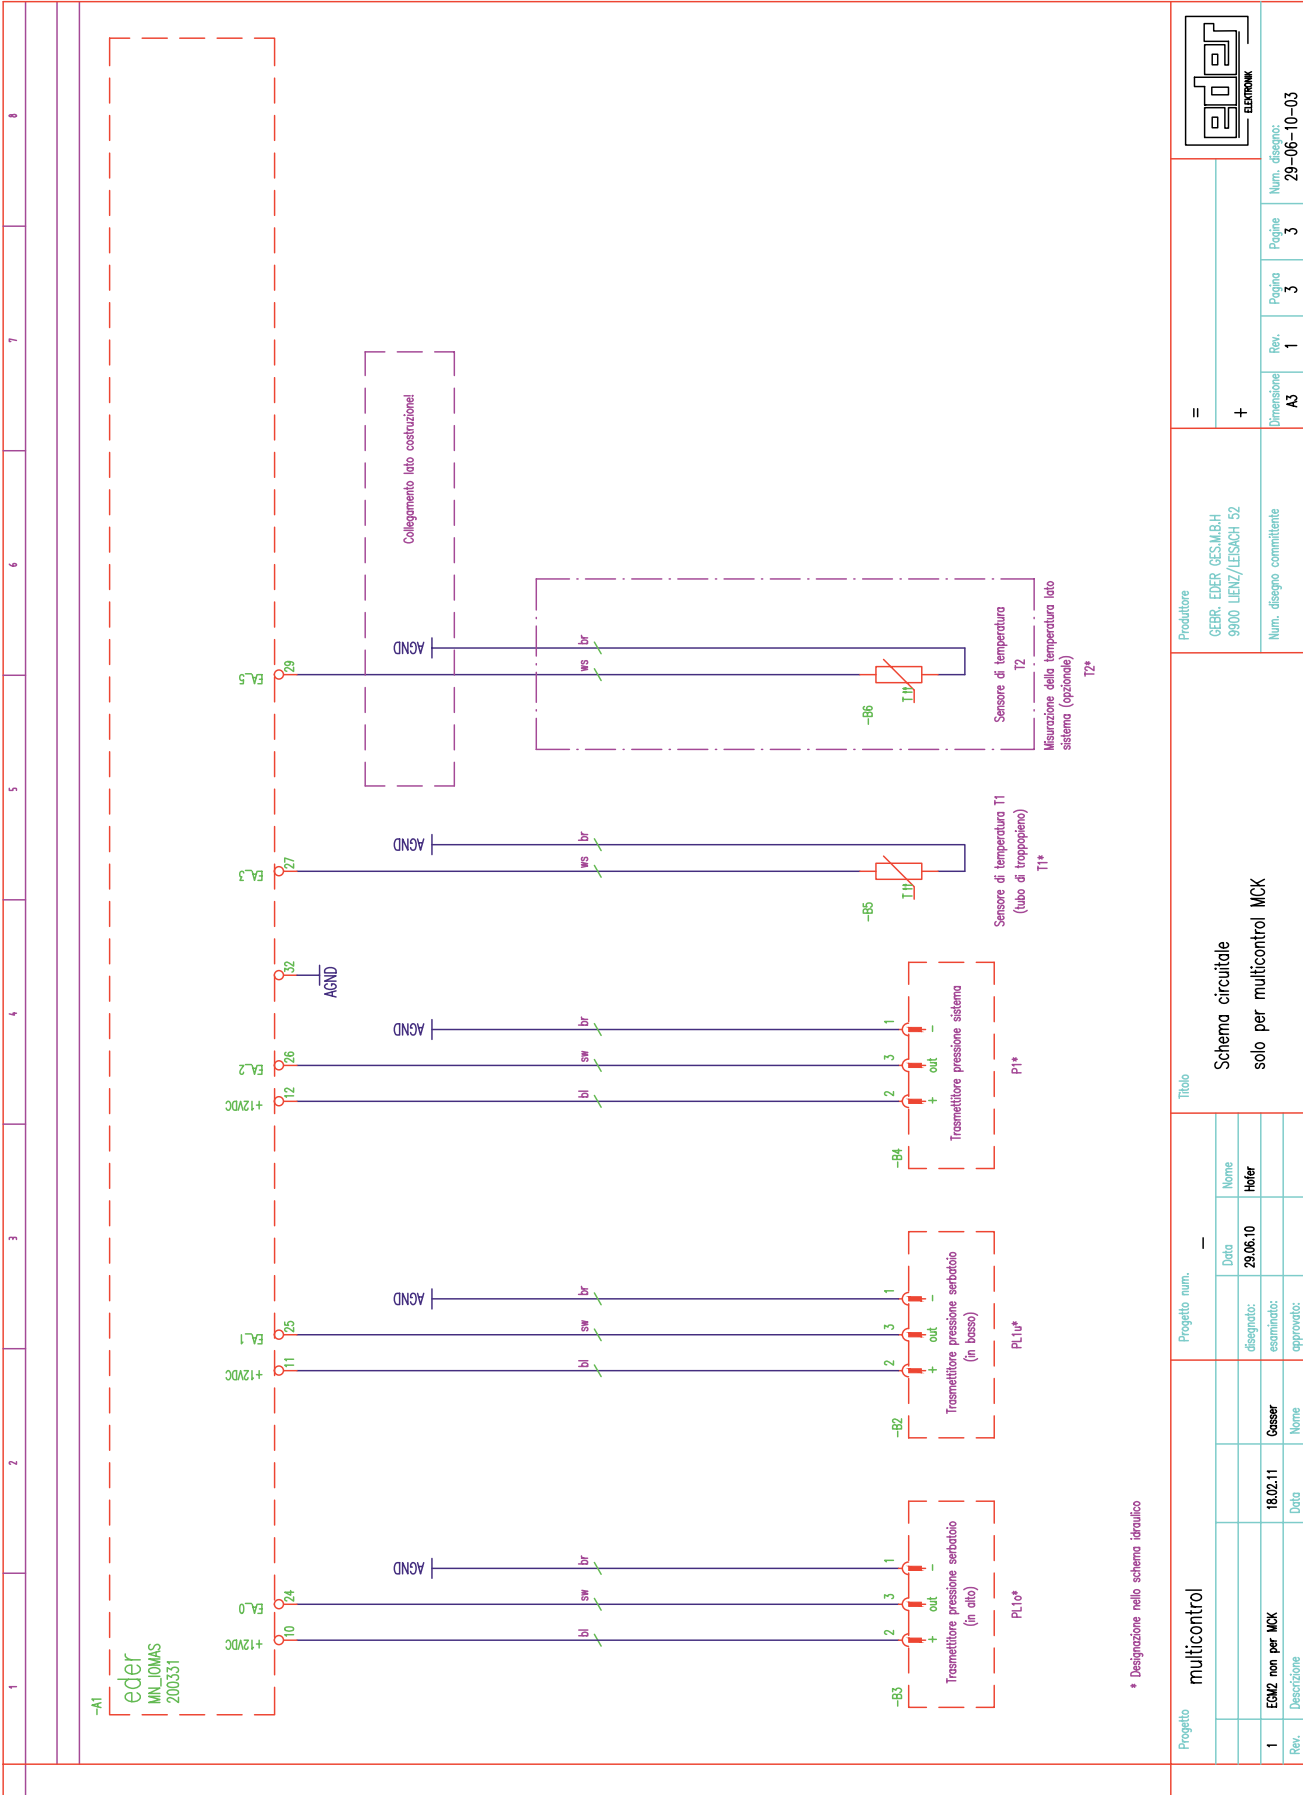 1
2
3
4
5
6
7
8
-A1
eder
MN_IOMAS
200331
+12VDC
EA_0
10
24
+12VDC
EA_1
11
25
+12VDC
EA_2
12
26
32
AGND
EA_3
27
EA_5
29
AGND
AGND
AGND
AGND
AGND
Collegamento lato costruzione!
bl
sw
br
bl
sw
br
bl
sw
br
ws
br
ws
br
-B3
2
3
1
+
out
-
Trasmettitore pressione serbatoio
(in alto)
PL1o*
-B2
2
3
1
+
out
-
Trasmettitore pressione serbatoio
(in basso)
PL1u*
-B4
2
3
1
+
out
-
Trasmettitore pressione sistema
P1*
-B5
T
Sensore di temperatura T1
(tubo di troppopieno)
T1*
-B6
T
Sensore di temperatura
T2
Misurazione della temperatura lato
sistema (opzionale)
T2*
* Designazione nello schema idraulico
Progetto
multicontrol
1
EGM2 non per MCK
18.02.11
Gasser
Rev.
Descrizione
Data
Nome
Progetto num.
-
Data
Nome
disegnato:
29.06.10
Hofer
esaminato:
approvato:
Titolo
Schema circuitale
solo per multicontrol MCK
Produttore
GEBR. EDER GES.M.B.H
9900 LIENZ/LEISACH 52
Num. disegno committente
=
+
Dimensione
A3
Rev.
1
Pagina
3
Pagine
3
Num. disegno:
29-06-10-03
eder
ELEKTRONIK